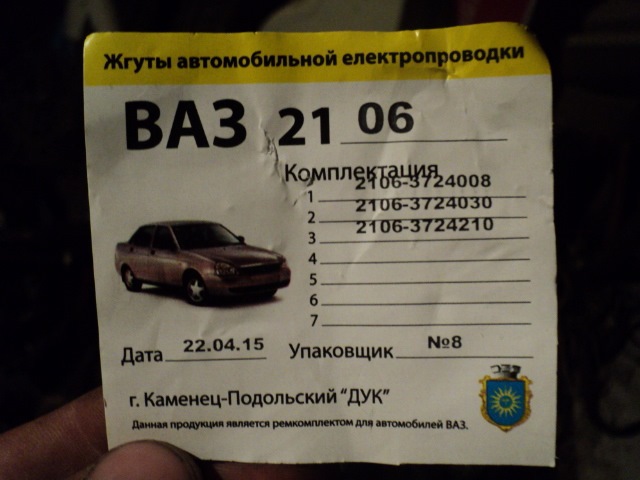 Жгуты автомобильной електропроводки
ВАЗ 21 06
Комплектация
1 2106-3724008
2 2106-3724030
3 2106-3724210
4
5
6
7
Дата 22.04.15 Упаковщик №8
г. Каменец-Подольский "ДУК"
Данная продукция является ремкомплектом для автомобилей ВАЗ.